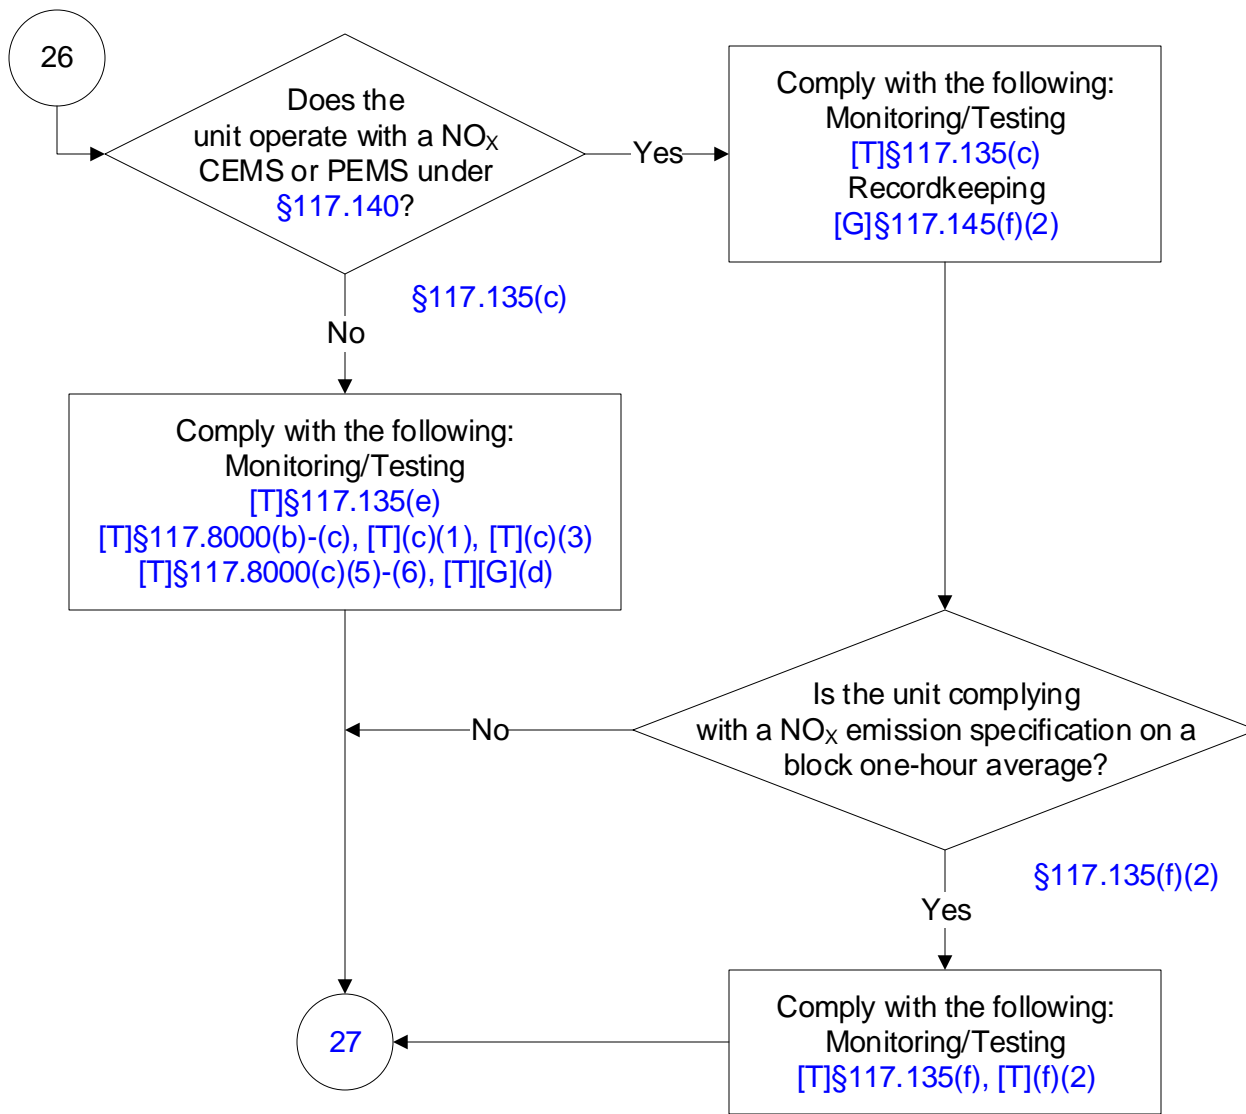 26
Does the
unit operate with a NOX
CEMS or PEMS under
§117.140?
Yes
Comply with the following:
Monitoring/Testing
[T]§117.135(c)
Recordkeeping
[G]§117.145(f)(2)
§117.135(c)
No
Comply with the following:
Monitoring/Testing
[T]§117.135(e)
[T]§117.8000(b)-(c), [T](c)(1), [T](c)(3)
[T]§117.8000(c)(5)-(6), [T][G](d)
Is the unit complying
with a NOX emission specification on a
block one-hour average?
No
§117.135(f)(2)
Yes
Comply with the following:
Monitoring/Testing
[T]§117.135(f), [T](f)(2)
27